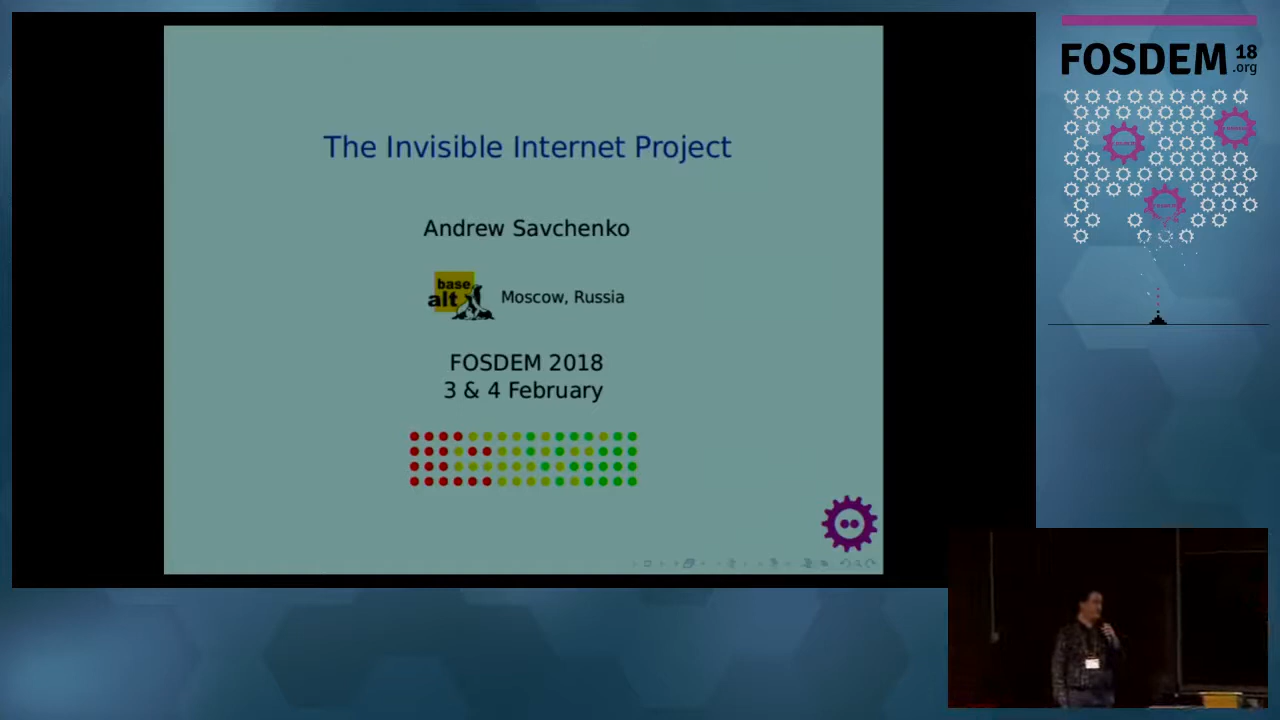 The Invisible Internet Project
Andrew Savchenko
base
alt
Moscow, Russia
FOSDEM 2018
3 & 4 February
FOSDEM 18
.org